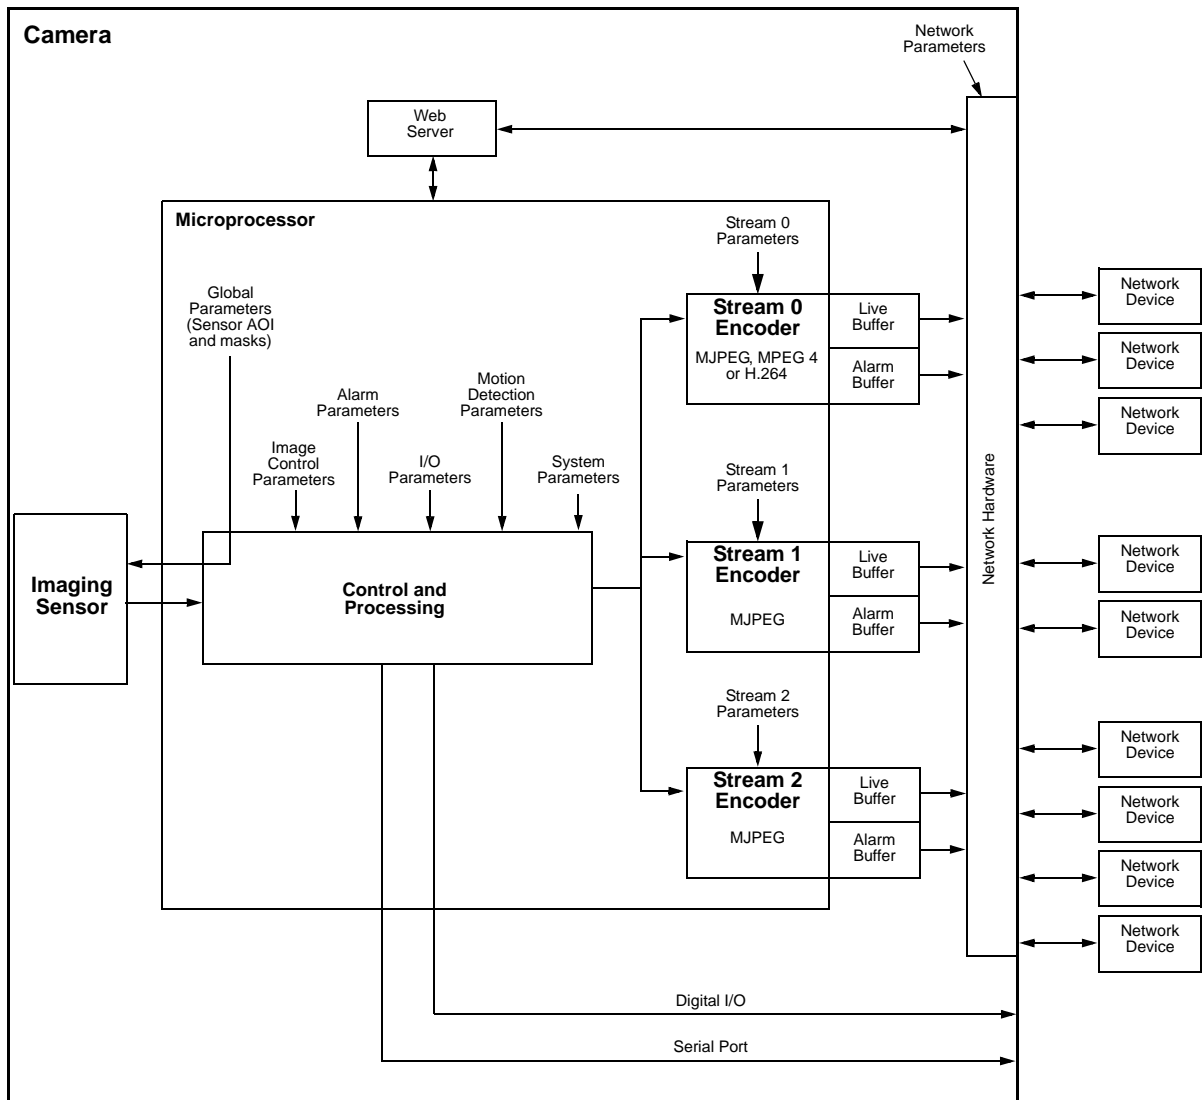 Camera
Network
Parameters
Web
Server
Microprocessor
Stream 0
Parameters
Global
Parameters
(Sensor AOI
and masks)
Stream 0
Encoder
MJPEG, MPEG 4
or H.264
Live
Buffer
Alarm
Buffer
Network
Device
Network
Device
Network
Device
Alarm
Parameters
Motion
Detection
Parameters
Image
Control
Parameters
I/O
Parameters
System
Parameters
Stream 1
Parameters
Network Hardware
Imaging
Sensor
Control and
Processing
Stream 1
Encoder
MJPEG
Live
Buffer
Alarm
Buffer
Network
Device
Network
Device
Stream 2
Parameters
Stream 2
Encoder
MJPEG
Live
Buffer
Alarm
Buffer
Network
Device
Network
Device
Network
Device
Network
Device
Digital I/O
Serial Port